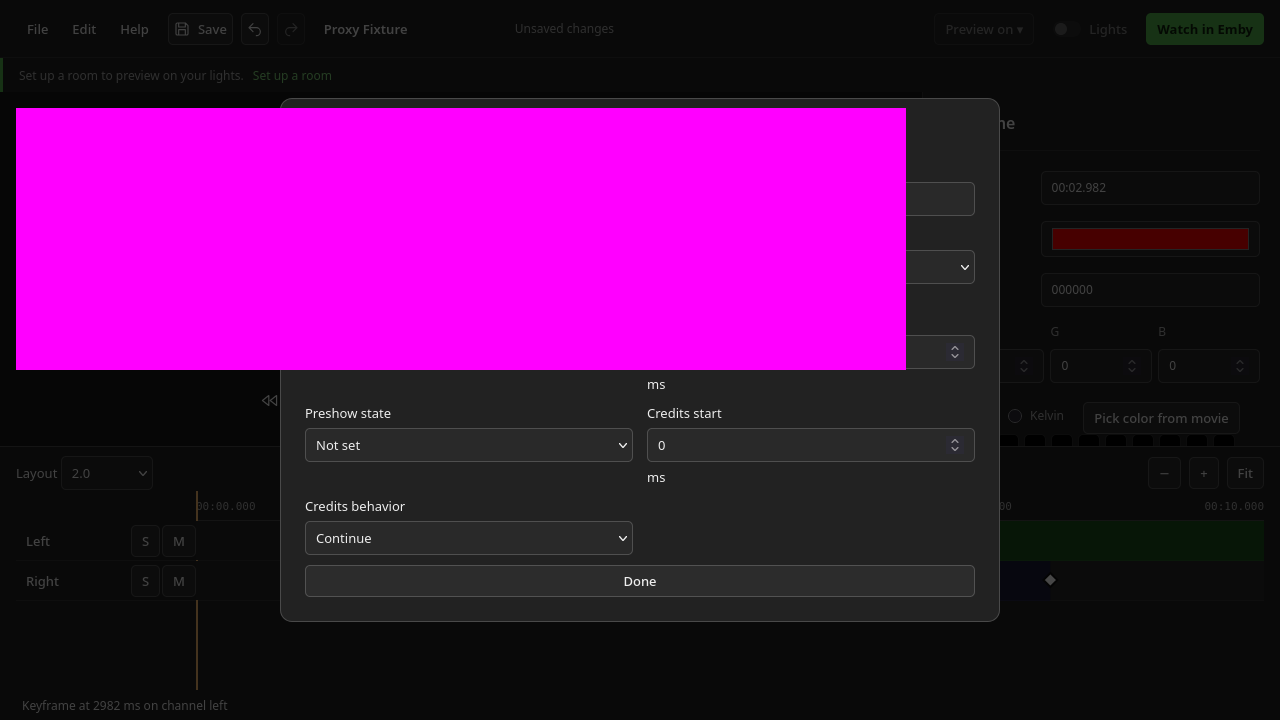 File Edit Help Save Proxy Fixture Unsaved changes Preview on ▾ Lights Watch in Emby
Set up a room to preview on your lights. Set up a room
00:02.982
000000
G B
0 0
ms
Kelvin Pick color from movie
Preshow state Credits start
Not set 0
ms
Layout 2.0 − + Fit
00:00.000 00:10.000
Credits behavior
Continue
Left S M
Right S M
Done
Keyframe at 2982 ms on channel left